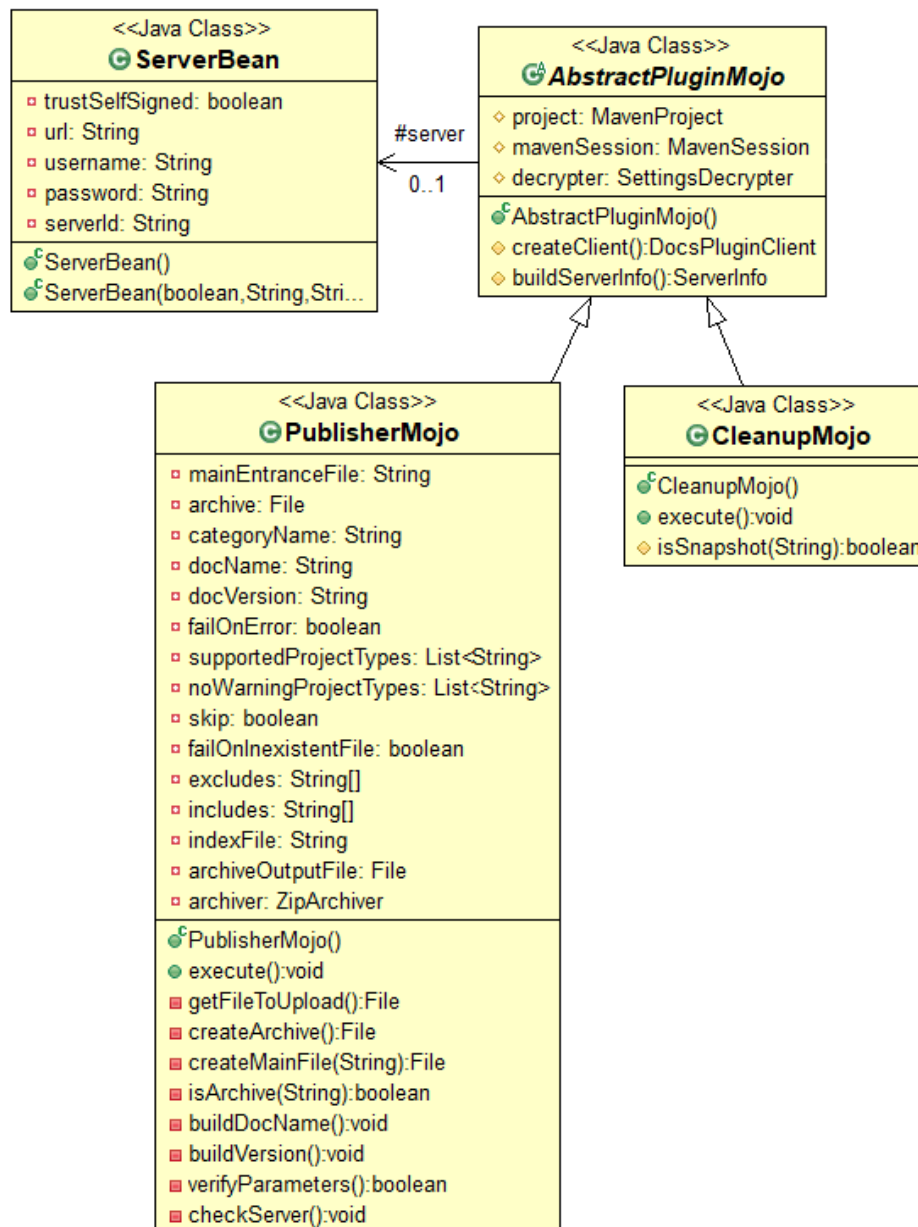 <<Java Class>>
ServerBean
trustSelfSigned: boolean
url: String
username: String
password: String
serverId: String
ServerBean()
ServerBean(boolean,String,Stri...
#server
0..1
<<Java Class>>
AbstractPluginMojo
project: MavenProject
mavenSession: MavenSession
decrypter: SettingsDecrypter
AbstractPluginMojo()
createClient():DocsPluginClient
buildServerInfo():ServerInfo
<<Java Class>>
PublisherMojo
mainEntranceFile: String
archive: File
categoryName: String
docName: String
docVersion: String
failOnError: boolean
supportedProjectTypes: List<String>
noWarningProjectTypes: List<String>
skip: boolean
failOnInexistentFile: boolean
excludes: String[]
includes: String[]
indexFile: String
archiveOutputFile: File
archiver: ZipArchiver
PublisherMojo()
execute():void
getFileToUpload():File
createArchive():File
createMainFile(String):File
isArchive(String):boolean
buildDocName():void
buildVersion():void
verifyParameters():boolean
checkServer():void
<<Java Class>>
CleanupMojo
CleanupMojo()
execute():void
isSnapshot(String):boolean